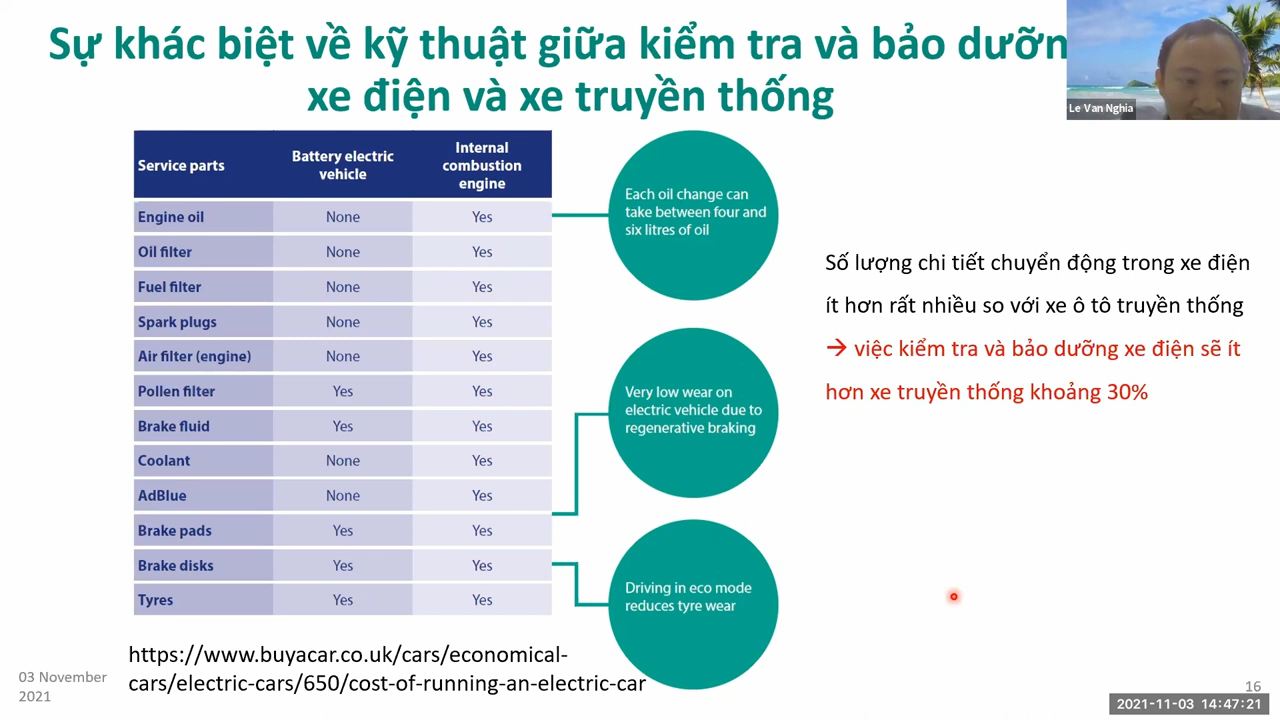 Sự khác biệt về kỹ thuật giữa kiểm tra và bảo dưỡn
xe điện và xe truyền thống
Le Van Nghia
Service parts Battery electric vehicle Internal combustion engine
Engine oil None Yes
Oil filter None Yes
Fuel filter None Yes
Spark plugs None Yes
Air filter (engine) None Yes
Pollen filter Yes Yes
Brake fluid Yes Yes
Coolant None Yes
AdBlue None Yes
Brake pads Yes Yes
Brake disks Yes Yes
Tyres Yes Yes
Each oil change can
take between four and
six litres of oil
Very low wear on
electric vehicle due to
regenerative braking
Driving in eco mode
reduces tyre wear
Số lượng chi tiết chuyển động trong xe điện
ít hơn rất nhiều so với xe ô tô truyền thống
→ việc kiểm tra và bảo dưỡng xe điện sẽ ít
hơn xe truyền thống khoảng 30%
https://www.buyacar.co.uk/cars/economical-
cars/electric-cars/650/cost-of-running-an-electric-car
03 November
2021
16
2021-11-03 14:47:21